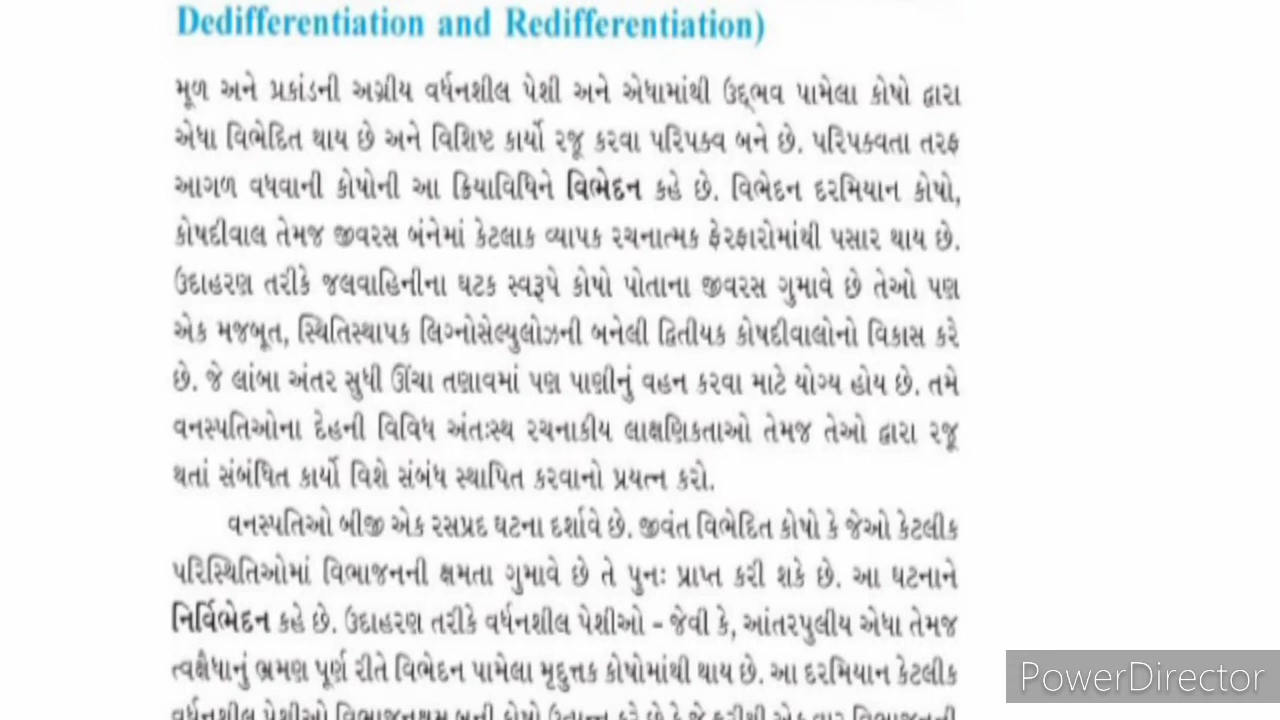 Dedifferentiation and Redifferentiation)
મૂળ અને પ્રકાંડની અગ્રીય વર્ધનશીલ પેશી અને એધામાંથી ઉદ્દભવ પામેલા કોષો દ્વારા
એધા વિભેદિત થાય છે અને વિશિષ્ટ કાર્યો રજૂ કરવા પરિપક્વ બને છે. પરિપક્વતા તરફ
આગળ વધવાની કોષોની આ ક્રિયાવિધિને વિભેદન કહે છે. વિભેદન દરમિયાન કોષો,
કોષદીવાલ તેમજ જીવરસ બંનેમાં કેટલાક વ્યાપક રચનાત્મક ફેરફારોમાંથી પસાર થાય છે.
ઉદાહરણ તરીકે જલવાહિનીના ઘટક સ્વરૂપે કોષો પોતાના જીવરસ ગુમાવે છે તેઓ પણ
એક મજબૂત, સ્થિતિસ્થાપક લિગ્નોસેલ્યુલોઝની બનેલી દ્વિતીયક કોષદીવાલોનો વિકાસ કરે
છે. જે લાંબા અંતર સુધી ઊંચા તણાવમાં પણ પાણીનું વહન કરવા માટે યોગ્ય હોય છે. તમે
વનસ્પતિઓના દેહની વિવિધ અંતઃસ્થ રચનાકીય લાક્ષણિકતાઓ તેમજ તેઓ દ્વારા રજૂ
થતાં સંબંધિત કાર્યો વિશે સંબંધ સ્થાપિત કરવાનો પ્રયત્ન કરો.
વનસ્પતિઓ બીજી એક રસપ્રદ ઘટના દર્શાવે છે. જીવંત વિભેદિત કોષો કે જેઓ કેટલીક
પરિસ્થિતિઓમાં વિભાજનની ક્ષમતા ગુમાવે છે તે પુનઃ પ્રાપ્ત કરી શકે છે. આ ઘટનાને
નિર્વિભેદન કહે છે. ઉદાહરણ તરીકે વર્ધનશીલ પેશીઓ – જેવી કે, આંતરપુલીય એધા તેમજ
ત્વક્ષૈધાનું ભ્રમણ પૂર્ણ રીતે વિભેદન પામેલા મૃદુત્તક કોષોમાંથી થાય છે. આ દરમિયાન કેટલીક
વર્ધનશીલ પેશીઓ
PowerDirector